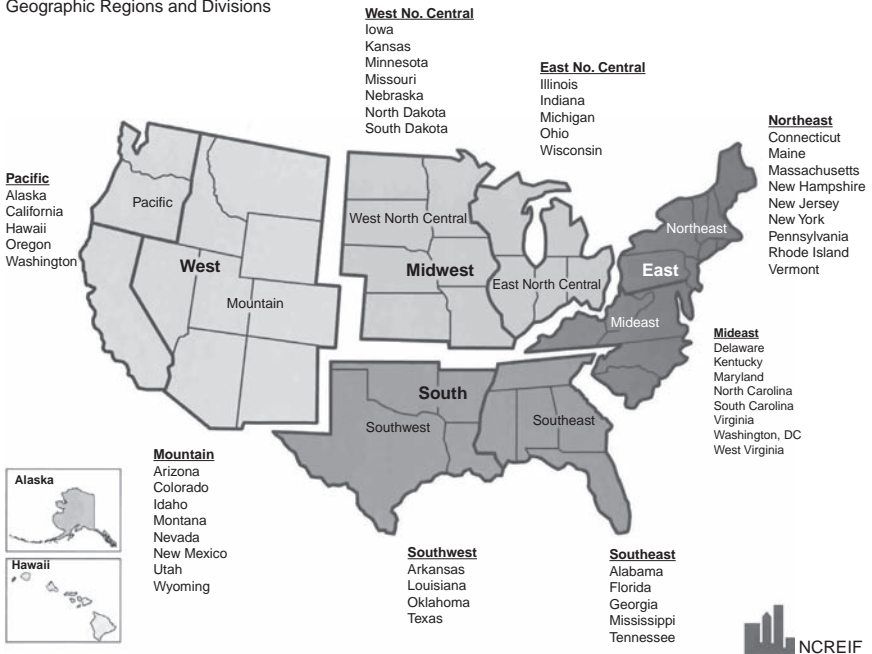 Geographic Regions and Divisions
West No. Central
Iowa
Kansas
Minnesota
Missouri
Nebraska
North Dakota
South Dakota
East No. Central
Illinois
Indiana
Michigan
Ohio
Wisconsin
Northeast
Connecticut
Maine
Massachusetts
New Hampshire
New Jersey
New York
Pennsylvania
Rhode Island
Vermont
Pacific
Alaska
California
Hawaii
Oregon
Washington
Pacific
West
Mountain
West North Central
Midwest
East North Central
Northeast
East
Mideast
South
Southwest
Southeast
Mideast
Delaware
Kentucky
Maryland
North Carolina
South Carolina
Virginia
Washington, DC
West Virginia
Mountain
Arizona
Colorado
Idaho
Montana
Nevada
New Mexico
Utah
Wyoming
Alaska
Hawaii
Southwest
Arkansas
Louisiana
Oklahoma
Texas
Southeast
Alabama
Florida
Georgia
Mississippi
Tennessee
NCREIF